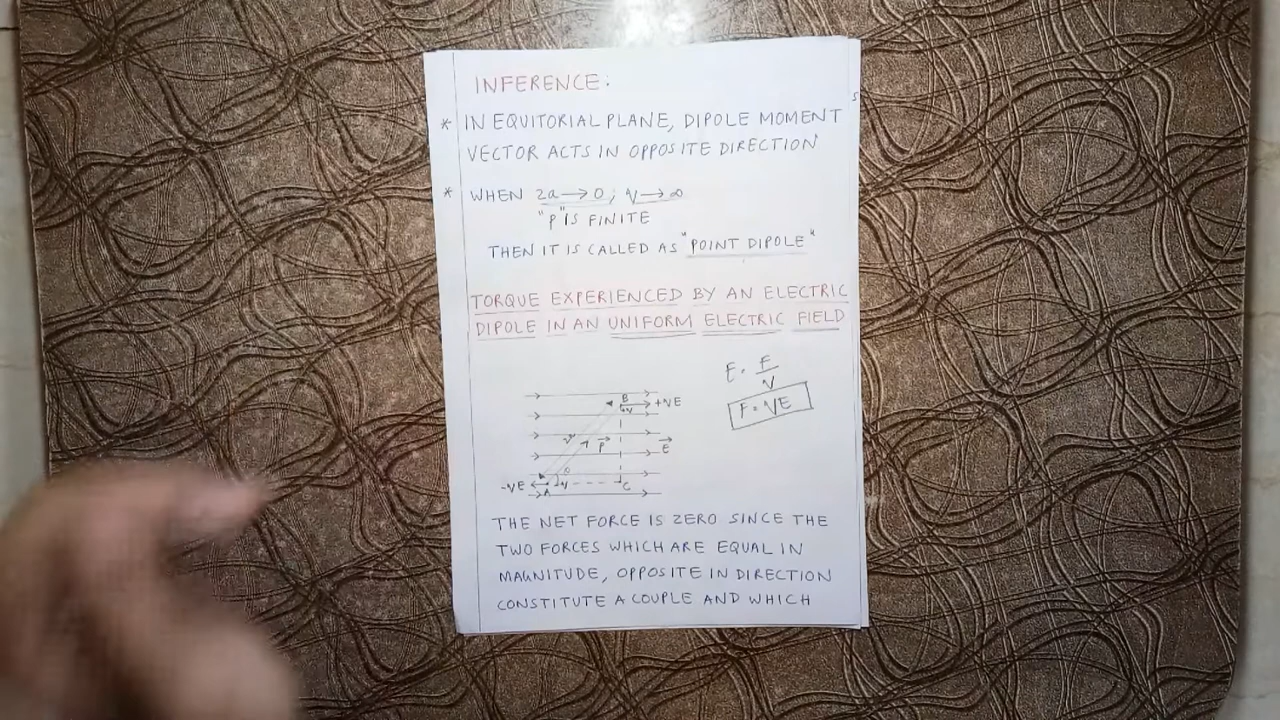 INFERENCE:
* IN EQUITORIAL PLANE, DIPOLE MOMENT
VECTOR ACTS IN OPPOSITE DIRECTION"
* WHEN 2a→0; q→∞
"P" IS FINITE
THEN IT IS CALLED AS "POINT DIPOLE"
TORQUE EXPERIENCED BY AN ELECTRIC
DIPOLE IN AN UNIFORM ELECTRIC FIELD
E = F/q
F = qE
B
+q
+qE
P
E
-qE
A
C
THE NET FORCE IS ZERO SINCE THE
TWO FORCES WHICH ARE EQUAL IN
MAGNITUDE, OPPOSITE IN DIRECTION
CONSTITUTE A COUPLE AND WHICH